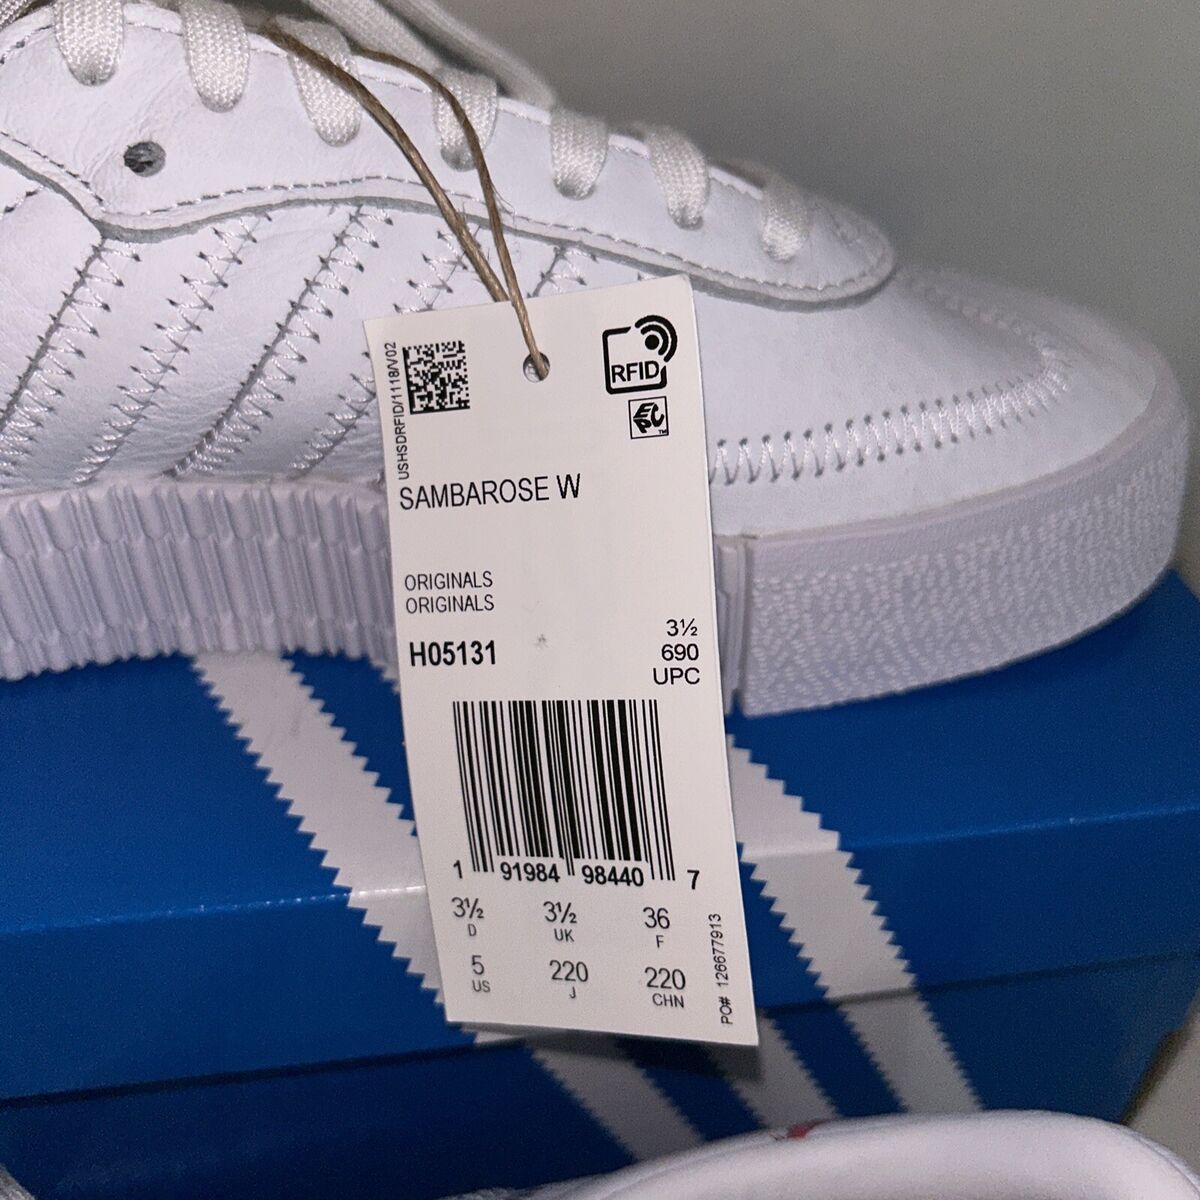 USHSDRFID/1118/V02
RFID
EPC™
SAMBAROSE W
ORIGINALS
ORIGINALS
H05131
3½
690
UPC
1 91984 98440 7
3½ 3½ 36
D UK F
5 220 220
US J CHN
PO# 126677913